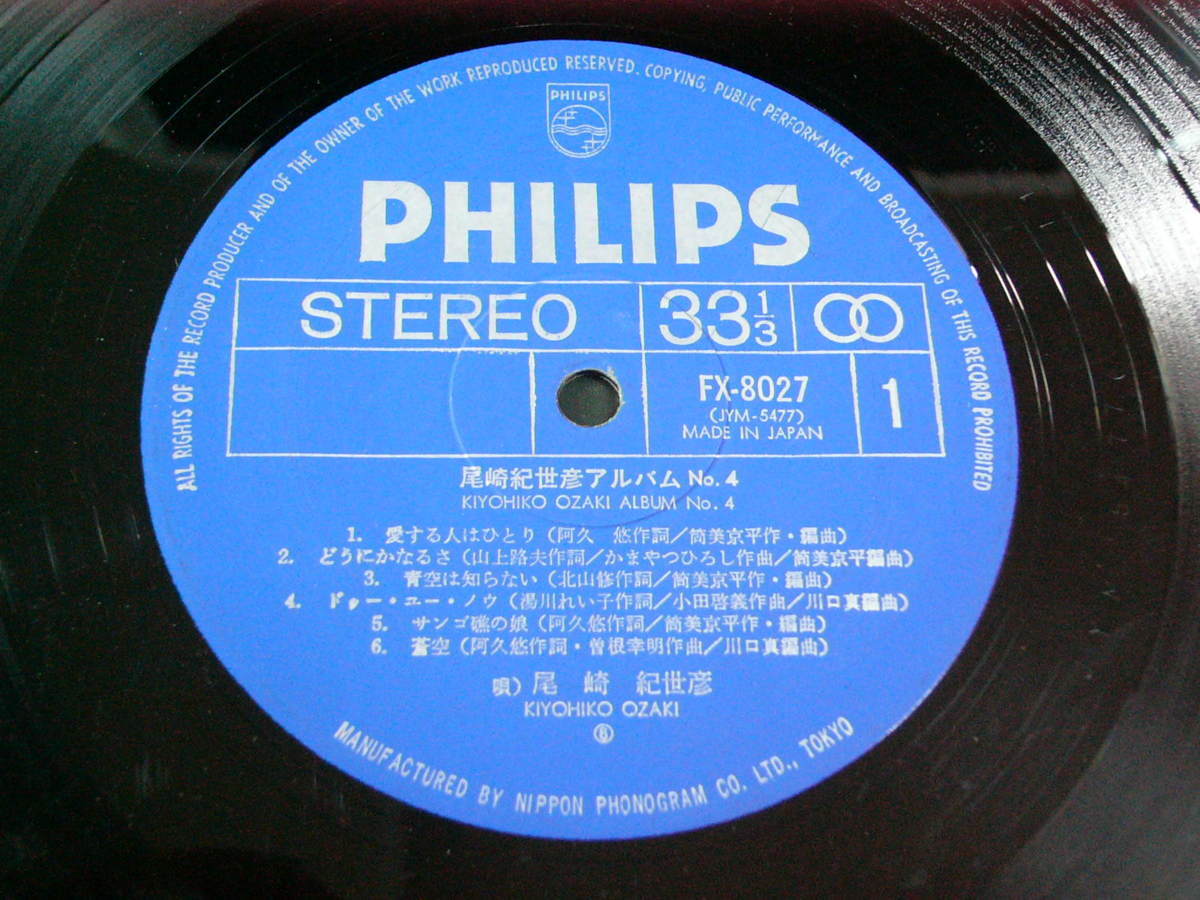 ALL RIGHTS OF THE RECORD PRODUCER AND OF THE OWNER OF THE WORK REPRODUCED RESERVED. COPYING, PUBLIC PERFORMANCE AND BROADCASTING OF THIS RECORD PROHIBITED
PHILIPS
PHILIPS
STEREO 33 1/3
FX-8027 1
(JYM-5477)
MADE IN JAPAN
尾崎紀世彦アルバム No. 4
KIYOHIKO OZAKI ALBUM No. 4
1. 愛する人はひとり (阿久 悠作詞/筒美京平作・編曲)
2. どうにかなるさ (山上路夫作詞/かまやつひろし作曲/筒美京平編曲)
3. 青空は知らない (北山修作詞/筒美京平作・編曲)
4. ドゥー・ユー・ノウ (湯川れい子作詞/小田啓義作曲/川口真編曲)
5. サンゴ礁の娘 (阿久悠作詞/筒美京平作・編曲)
6. 蒼空 (阿久悠作詞・曽根幸明作曲/川口真編曲)
唄) 尾崎 紀世彦
KIYOHIKO OZAKI
MANUFACTURED BY NIPPON PHONOGRAM CO. LTD., TOKYO